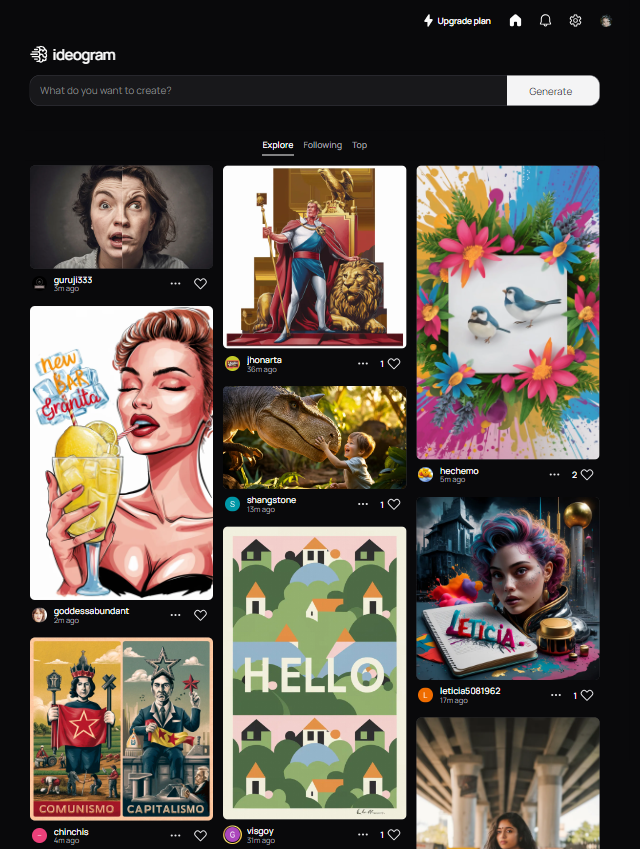 Upgrade plan
ideogram
What do you want to create?
Generate
Explore
Following
Top
guruji333
3m ago
new
BAR
Granita
goddessabundant
2m ago
COMUNISMO
CAPITALISMO
chinchis
4m ago
jhonarta
36m ago
1
S
shangstone
13m ago
1
HELLO
G
visgoy
31m ago
1
hechemo
5m ago
2
LETICIA
L
leticia5081962
17m ago
1